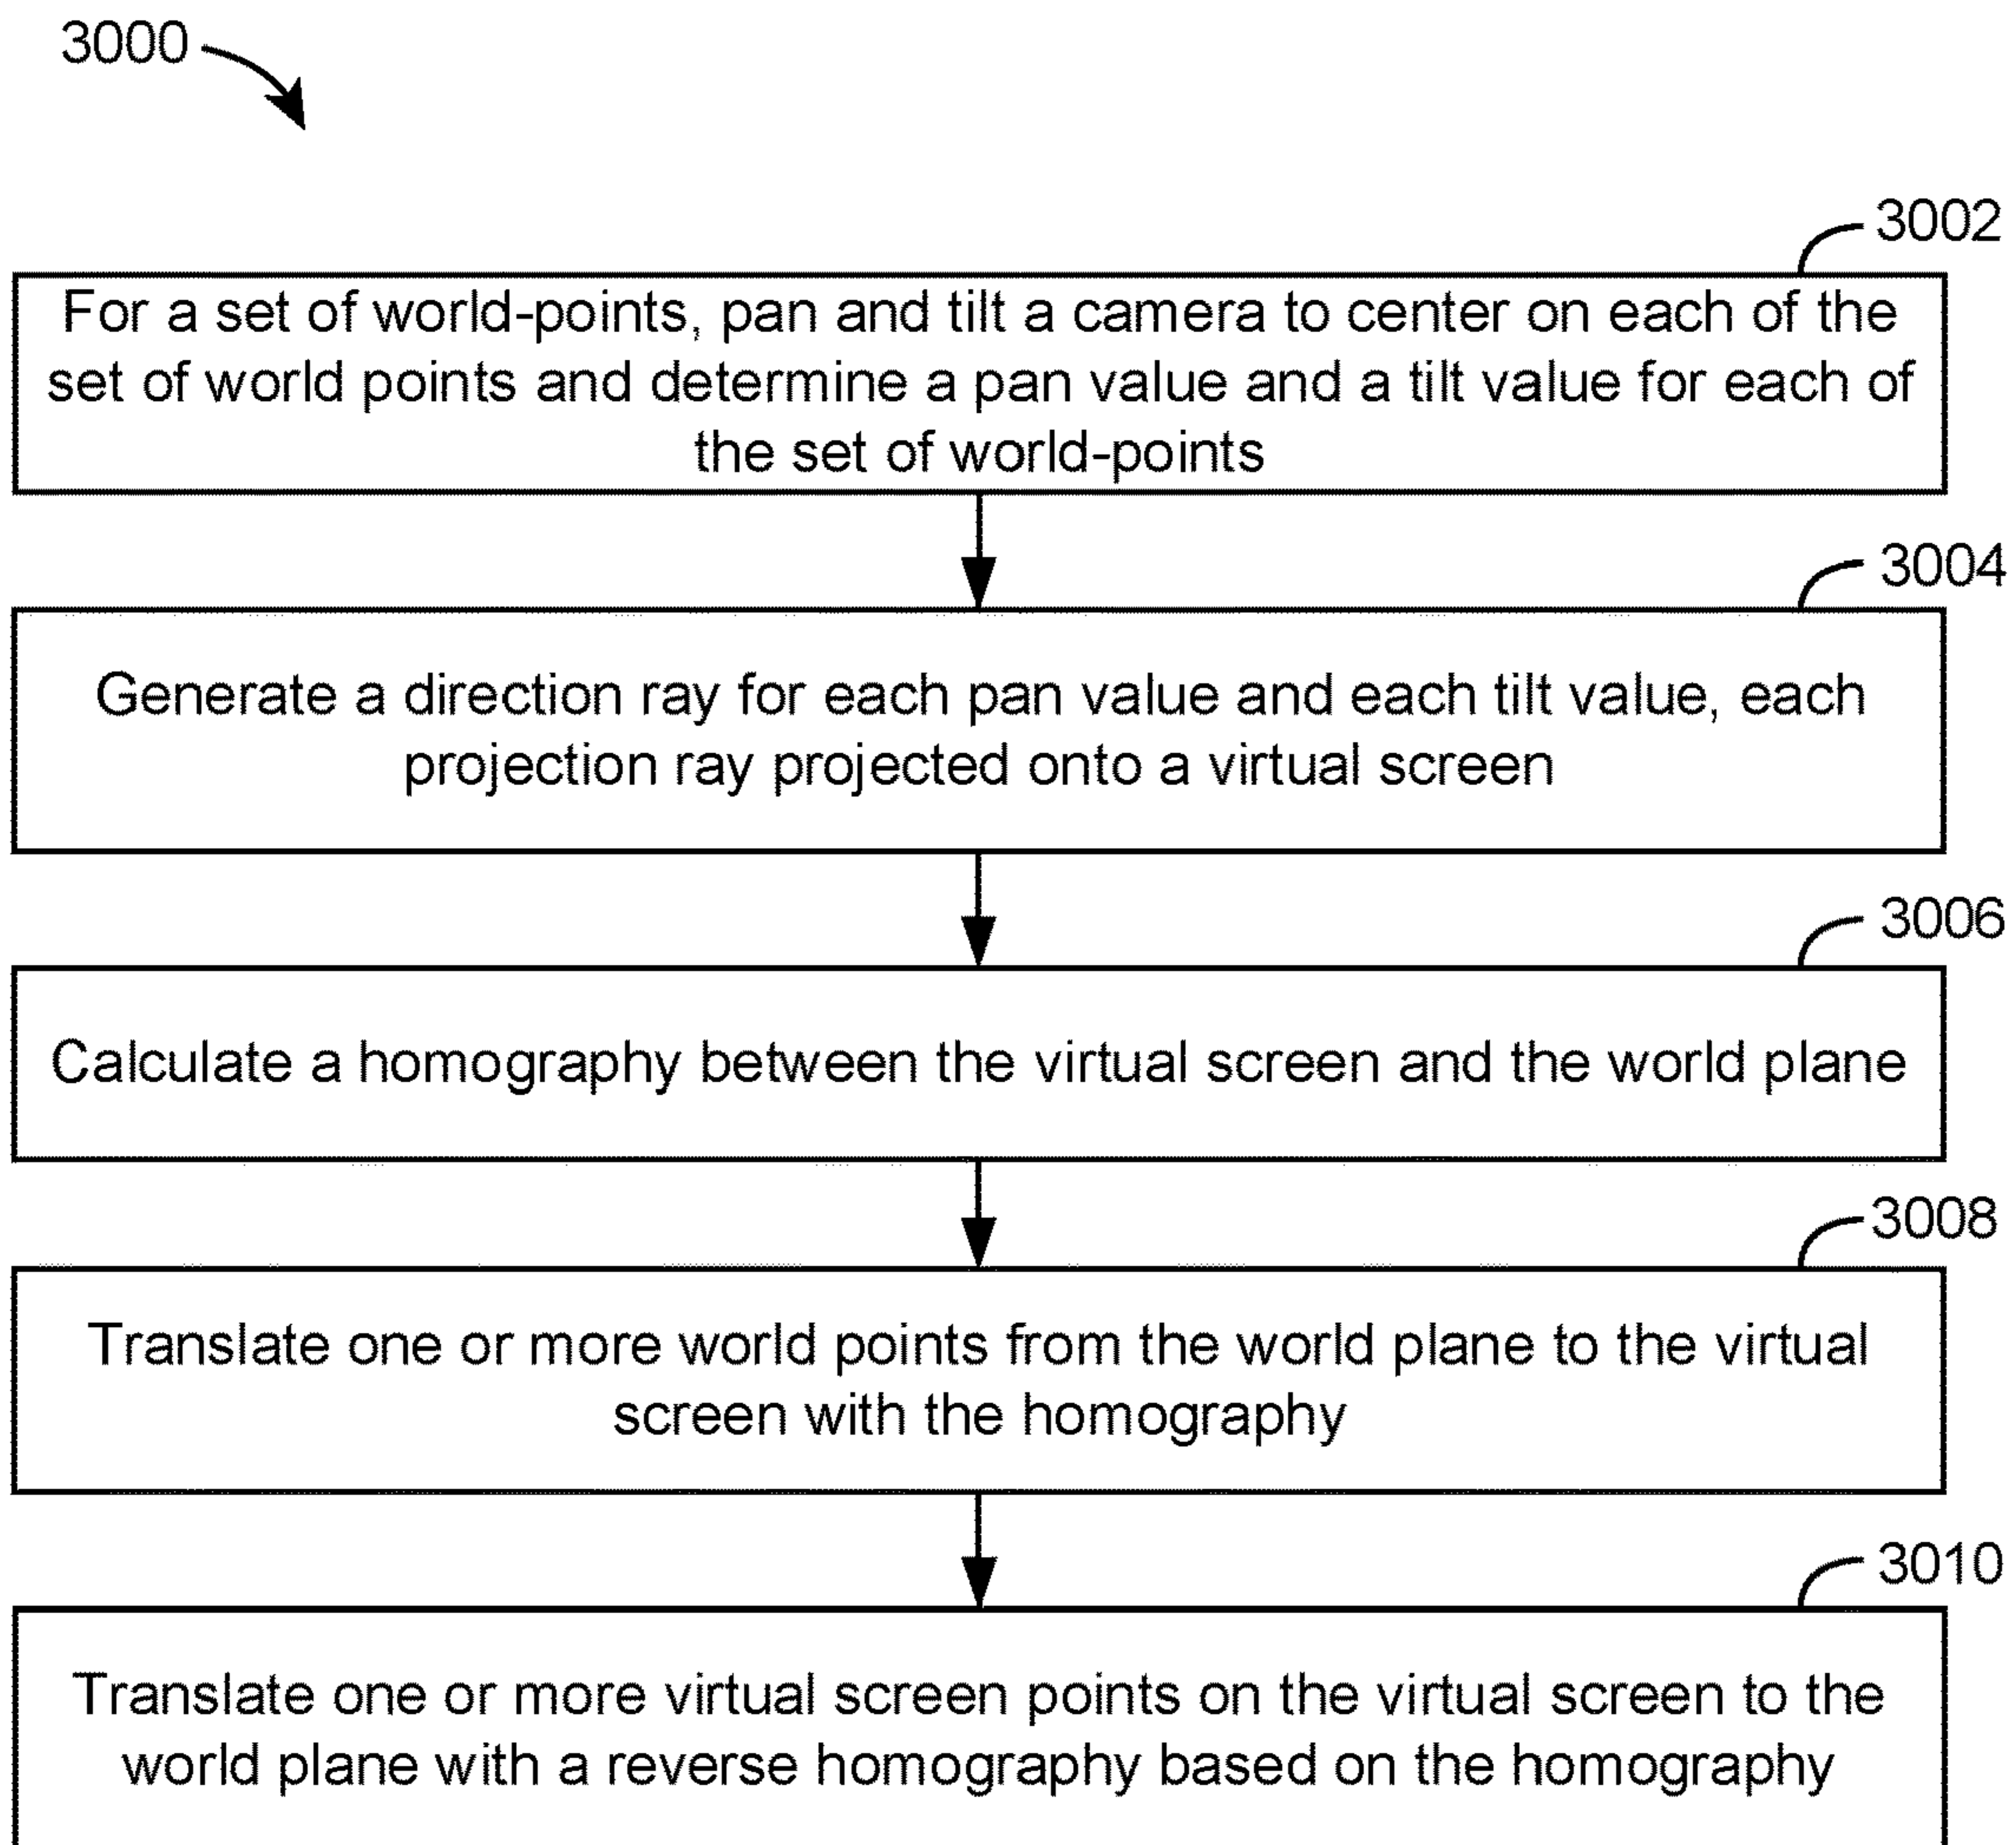 3000
3002
For a set of world-points, pan and tilt a camera to center on each of the
set of world points and determine a pan value and a tilt value for each of
the set of world-points
3004
Generate a direction ray for each pan value and each tilt value, each
projection ray projected onto a virtual screen
3006
Calculate a homography between the virtual screen and the world plane
3008
Translate one or more world points from the world plane to the virtual
screen with the homography
3010
Translate one or more virtual screen points on the virtual screen to the
world plane with a reverse homography based on the homography